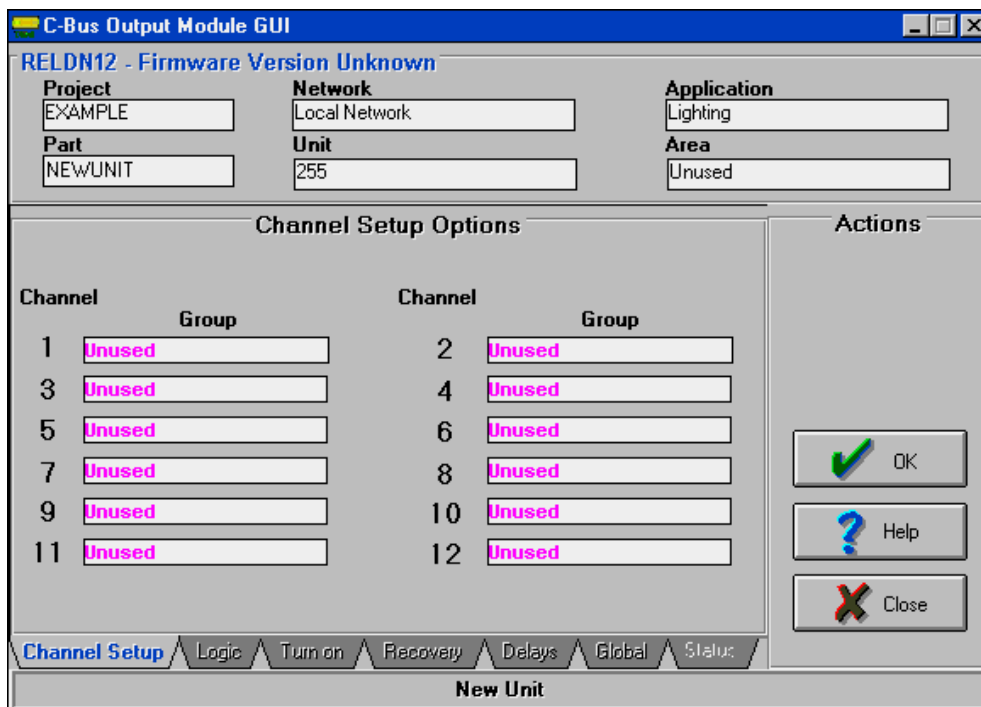 C-Bus Output Module GUI
RELDN12 - Firmware Version Unknown
Project Network Application
EXAMPLE Local Network Lighting
Part Unit Area
NEWUNIT 255 Unused
Channel Setup Options
Actions
Channel Channel
Group Group
1 Unused 2 Unused
3 Unused 4 Unused
5 Unused 6 Unused
7 Unused 8 Unused
9 Unused 10 Unused
11 Unused 12 Unused
OK
Help
Close
Channel Setup Logic Turn on Recovery Delays Global Status
New Unit